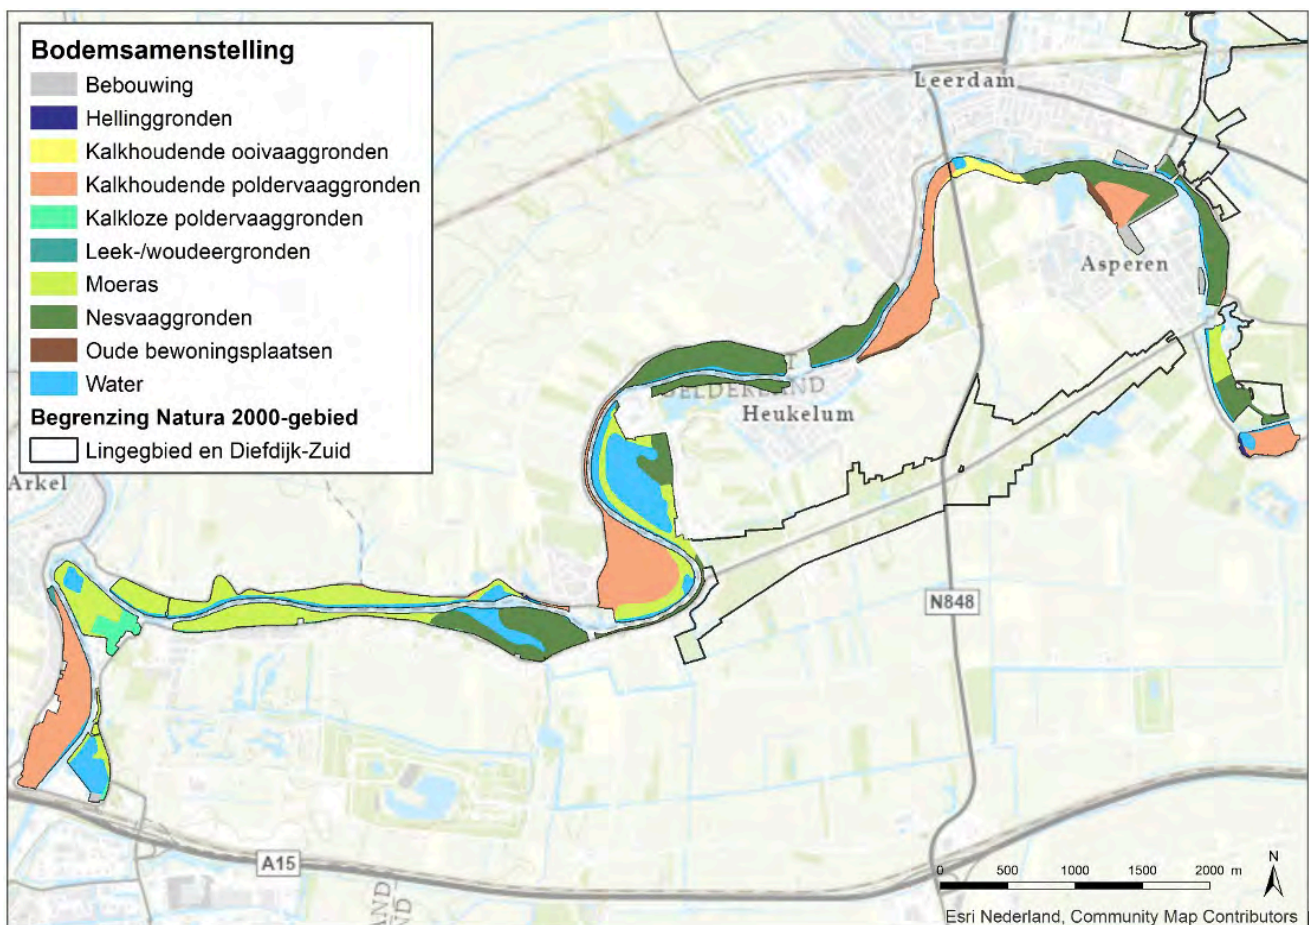 Bodemsamenstelling
Bebouwing
Hellinggronden
Kalkhoudende ooivaaggronden
Kalkhoudende poldervaaggronden
Kalkloze poldervaaggronden
Leek-/woudeergronden
Moeras
Nesvaaggronden
Oude bewoningsplaatsen
Water
Begrenzing Natura 2000-gebied
Lingegbied en Diefdijk-Zuid
Leerdam
Asperen
GELDERLAND
Heukelum
Arkel
N848
A15
0 500 1000 1500 2000 m
N
Esri Nederland, Community Map Contributors